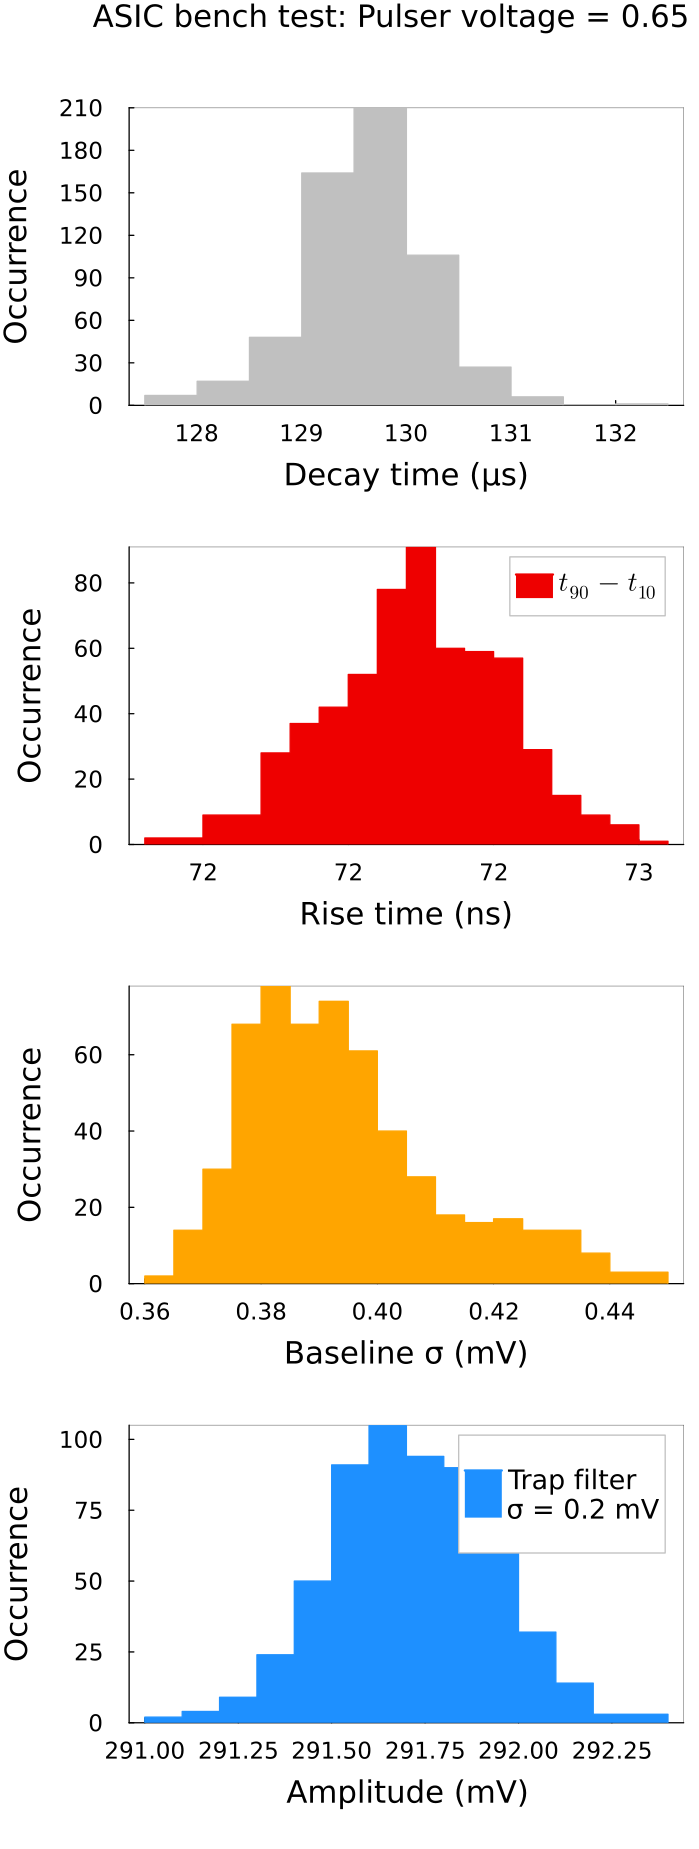 ASIC bench test: Pulser voltage = 0.65
210
180
150
120
90
60
30
0
Occurrence
128 129 130 131 132
Decay time (μs)
80
60
40
20
0
Occurrence
t90 − t10
72 72 72 73
Rise time (ns)
60
40
20
0
Occurrence
0.36 0.38 0.40 0.42 0.44
Baseline σ (mV)
100
75
50
25
0
Occurrence
Trap filter
σ = 0.2 mV
291.00 291.25 291.50 291.75 292.00 292.25
Amplitude (mV)